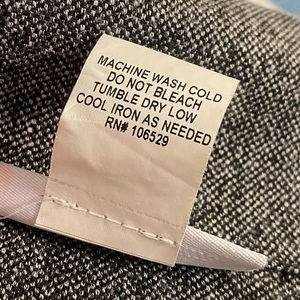 MACHINE WASH COLD
DO NOT BLEACH
TUMBLE DRY LOW
COOL IRON AS NEEDED
RN# 106529